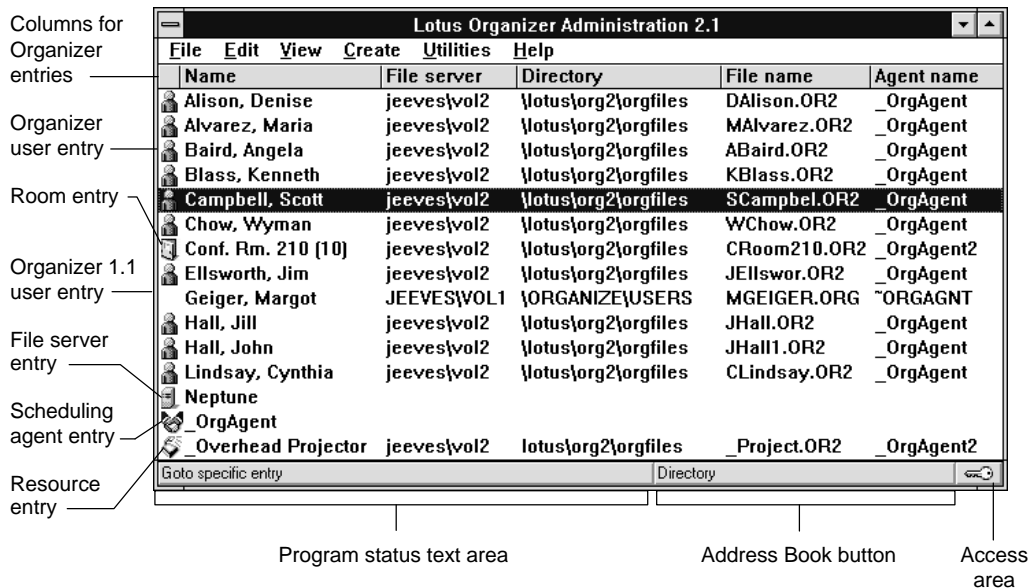 Columns for
Organizer
entries
Organizer
user entry
Room entry
Organizer 1.1
user entry
File server
entry
Scheduling
agent entry
Resource
entry
Lotus Organizer Administration 2.1
File Edit View Create Utilities Help
Name File server Directory File name Agent name
Alison, Denise jeeves\vol2 \lotus\org2\orgfiles DAlison.OR2 _OrgAgent
Alvarez, Maria jeeves\vol2 \lotus\org2\orgfiles MAlvarez.OR2 _OrgAgent
Baird, Angela jeeves\vol2 \lotus\org2\orgfiles ABaird.OR2 _OrgAgent
Blass, Kenneth jeeves\vol2 \lotus\org2\orgfiles KBlass.OR2 _OrgAgent
Campbell, Scott jeeves\vol2 \lotus\org2\orgfiles SCampbel.OR2 _OrgAgent
Chow, Wyman jeeves\vol2 \lotus\org2\orgfiles WChow.OR2 _OrgAgent
Conf. Rm. 210 (10) jeeves\vol2 \lotus\org2\orgfiles CRoom210.OR2 _OrgAgent2
Ellsworth, Jim jeeves\vol2 \lotus\org2\orgfiles JEllswor.OR2 _OrgAgent
Geiger, Margot JEEVES\VOL1 \ORGANIZE\USERS MGEIGER.ORG ~ORGAGNT
Hall, Jill jeeves\vol2 \lotus\org2\orgfiles JHall.OR2 _OrgAgent
Hall, John jeeves\vol2 \lotus\org2\orgfiles JHall1.OR2 _OrgAgent
Lindsay, Cynthia jeeves\vol2 \lotus\org2\orgfiles CLindsay.OR2 _OrgAgent
Neptune
_OrgAgent
_Overhead Projector jeeves\vol2 lotus\org2\orgfiles _Project.OR2 _OrgAgent2
Goto specific entry Directory
Program status text area
Address Book button
Access
area